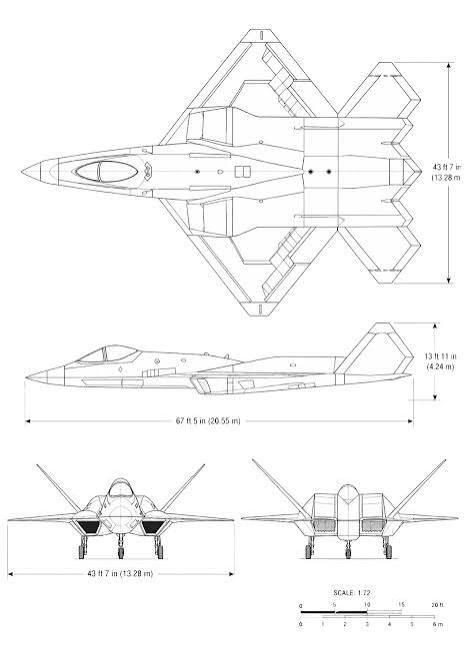 43 ft 7 in
(13.28 m
13 ft 11 in
(4.24 m)
67 ft 5 in (20.55 m)
43 ft 7 in (13.28 m)
SCALE: 1:72
0 5 10 15 20 ft
0 1 2 3 4 5 6 m